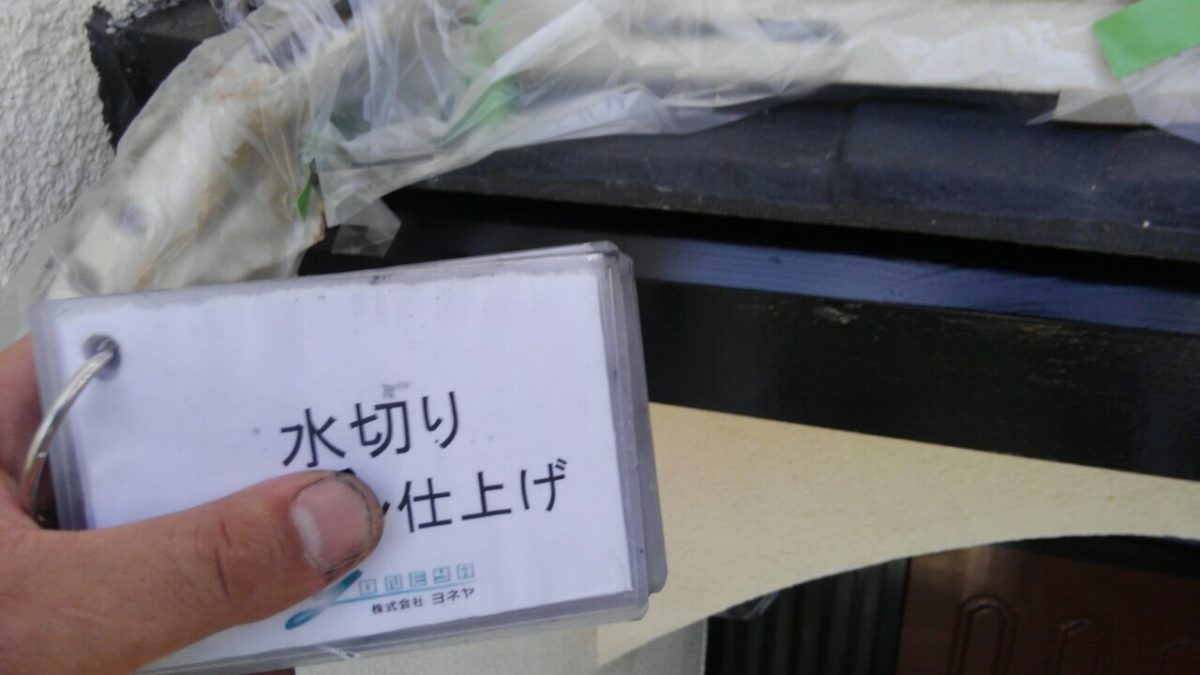 水切り
仕上げ
株式会社 ヨネヤ